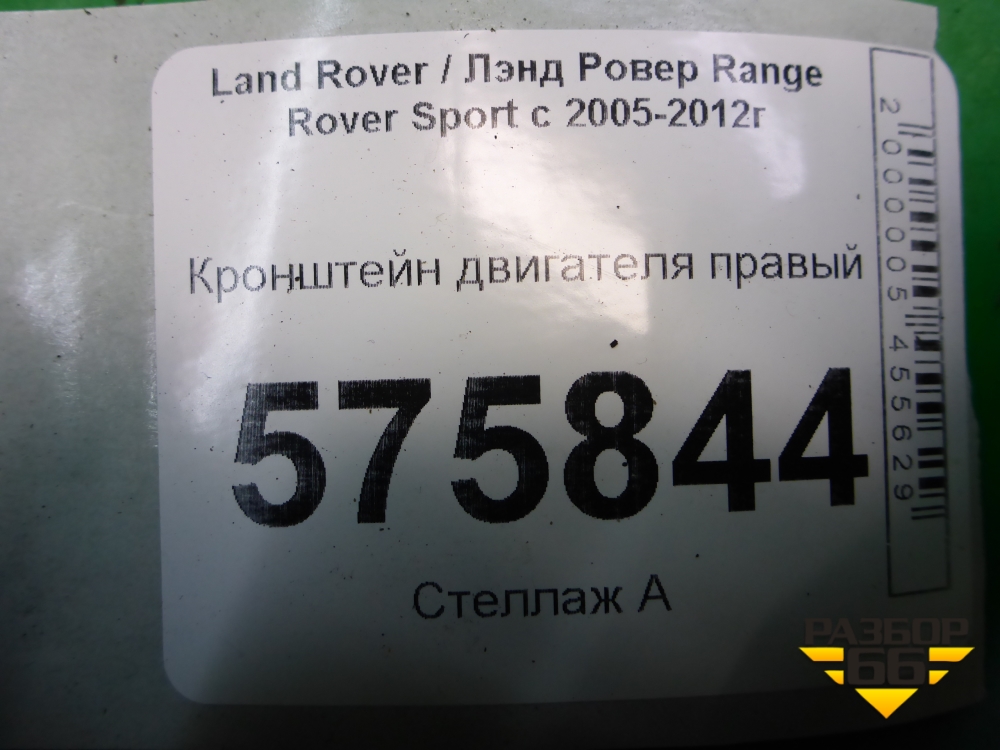 Land Rover / Лэнд Ровер Range
Rover Sport с 2005-2012г
Кронштейн двигателя правый
575844
Стеллаж А
2000005455629
РАЗБОР
66